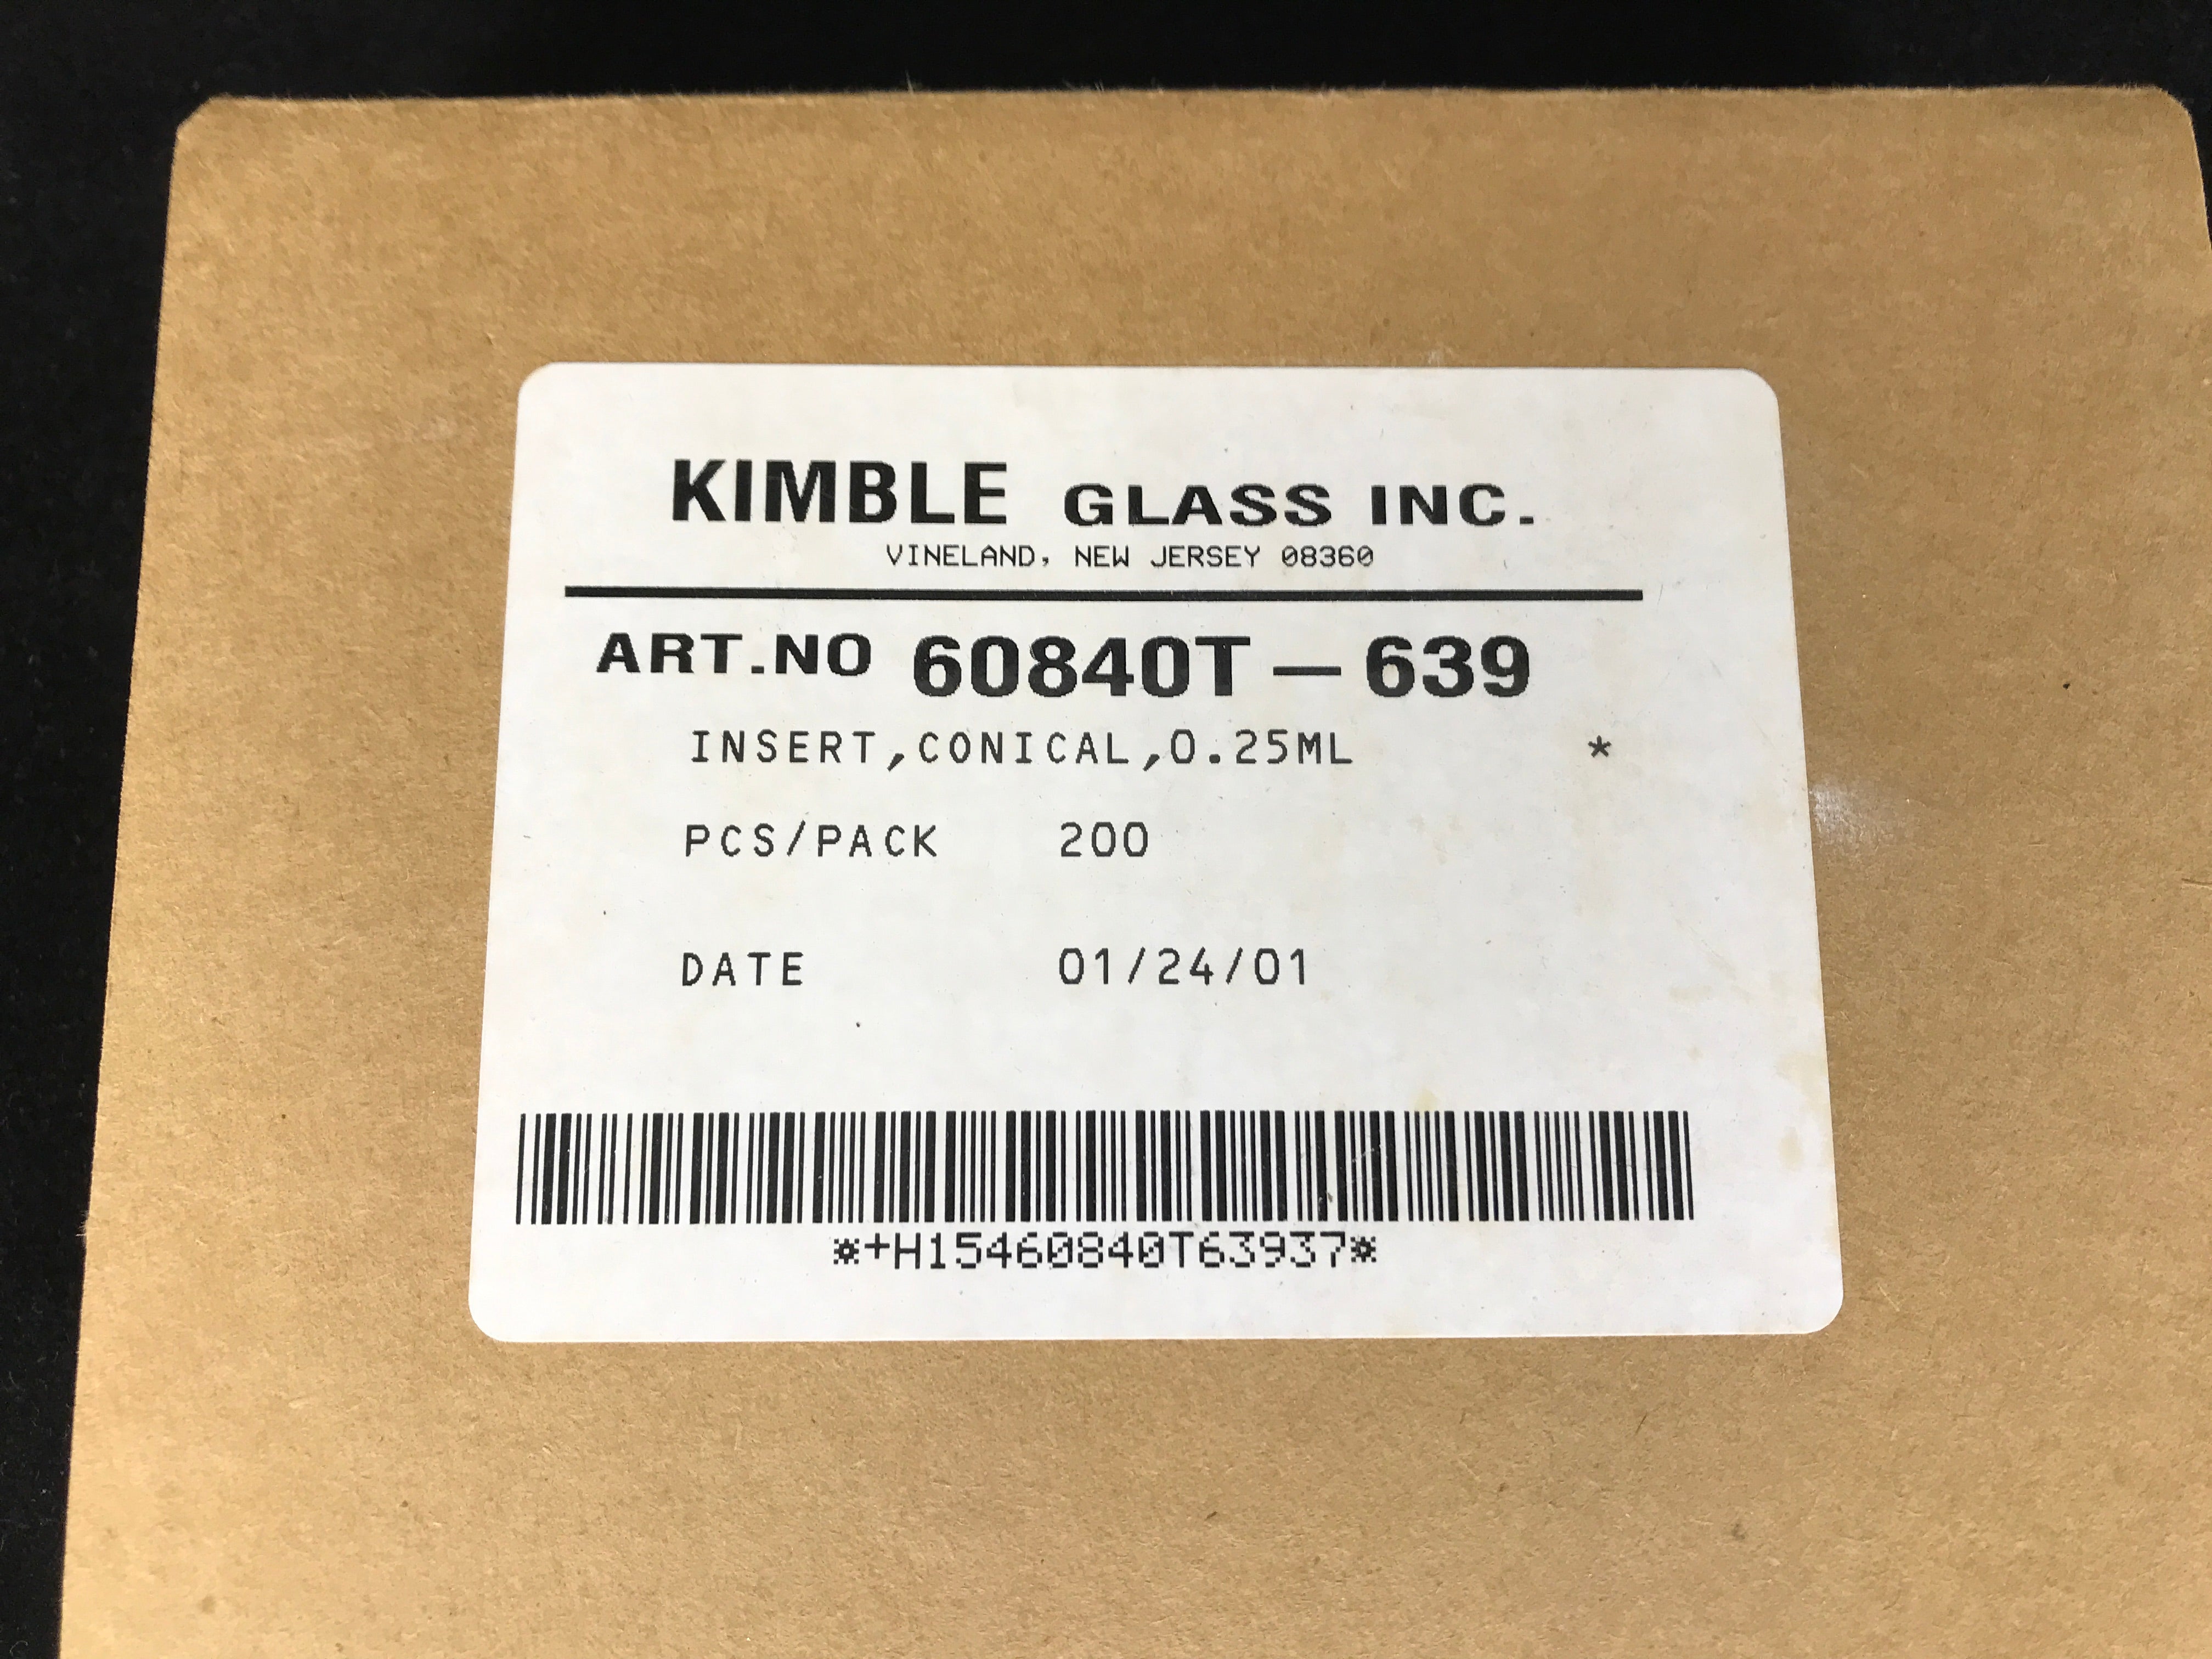 KIMBLE GLASS INC.
VINELAND, NEW JERSEY 08360
ART.NO 60840T — 639
INSERT,CONICAL,0.25ML *
PCS/PACK 200
DATE 01/24/01
*+H15460840T63937*